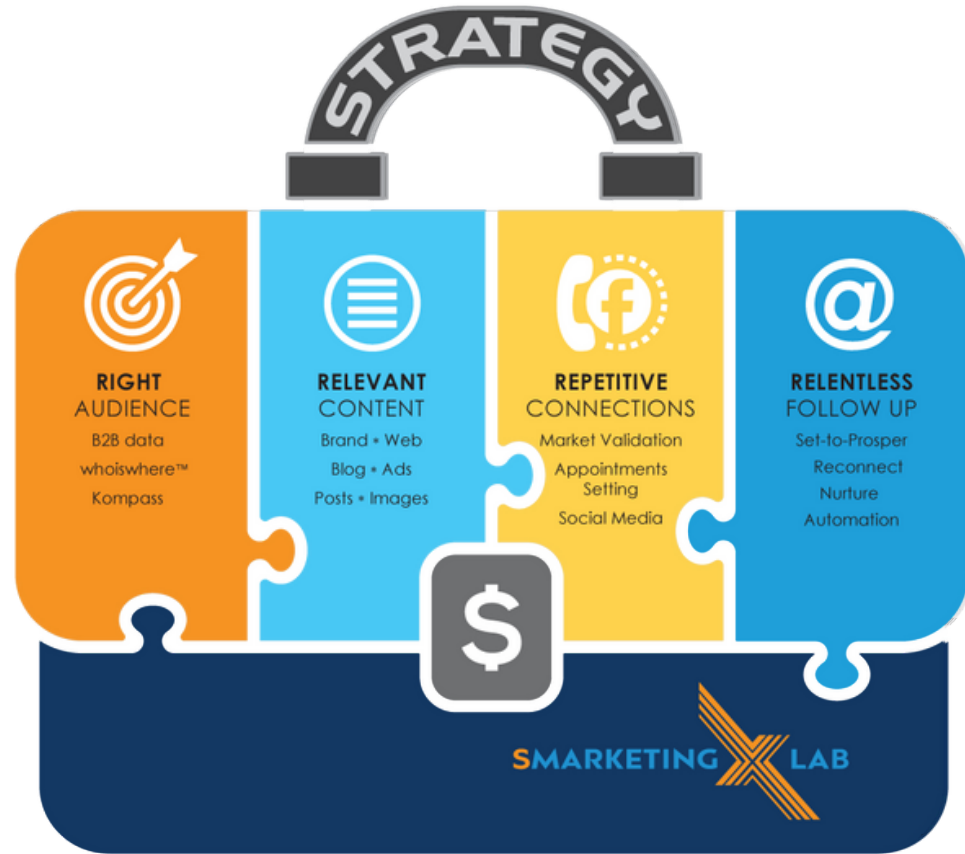 STRATEGY
RIGHT
AUDIENCE
B2B data
whoiswhere™
Kompass
RELEVANT
CONTENT
Brand • Web
Blog • Ads
Posts • Images
f
REPETITIVE
CONNECTIONS
Market Validation
Appointments
Setting
Social Media
@
RELENTLESS
FOLLOW UP
Set-to-Prosper
Reconnect
Nurture
Automation
$
SMARKETING X LAB